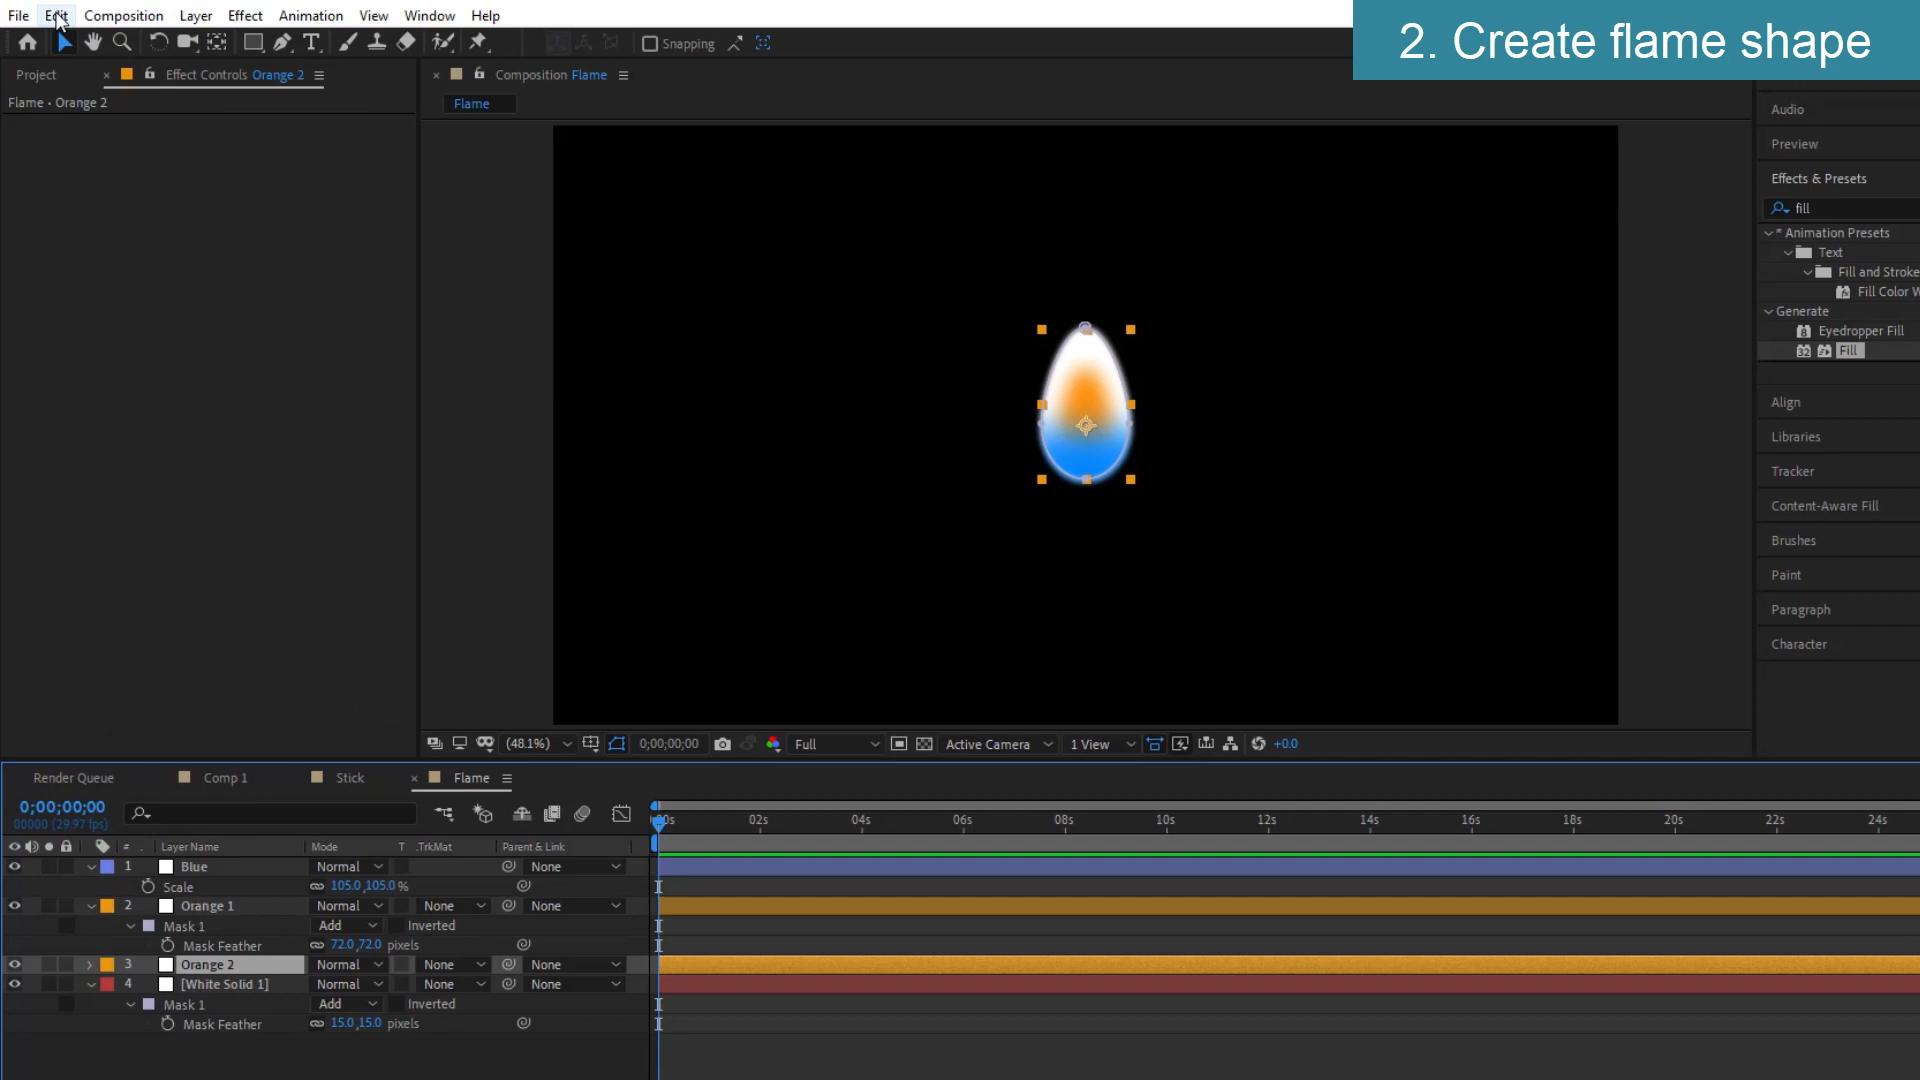 File Edit Composition Layer Effect Animation View Window Help
2. Create flame shape
Snapping
Project
Effect Controls Orange 2
Composition Flame
Flame • Orange 2
Flame
Audio
Preview
Effects & Presets
fill
* Animation Presets
Text
Fill and Stroke
Fill Color W
Generate
Eyedropper Fill
Fill
Align
Libraries
Tracker
Content-Aware Fill
Brushes
Paint
Paragraph
Character
(48.1%) 0;00;00;00 Full Active Camera 1 View +0.0
Render Queue Comp 1 Stick Flame
0;00;00;00
00000 (29.97 fps)
02s 04s 06s 08s 10s 12s 14s 16s 18s 20s 22s 24s
# Layer Name Mode T .TrkMat Parent & Link
1 Blue Normal None
Scale 105.0,105.0 %
2 Orange 1 Normal None None
Mask 1 Add Inverted
Mask Feather 72.0,72.0 pixels
3 Orange 2 Normal None None
4 [White Solid 1] Normal None None
Mask 1 Add Inverted
Mask Feather 15.0,15.0 pixels